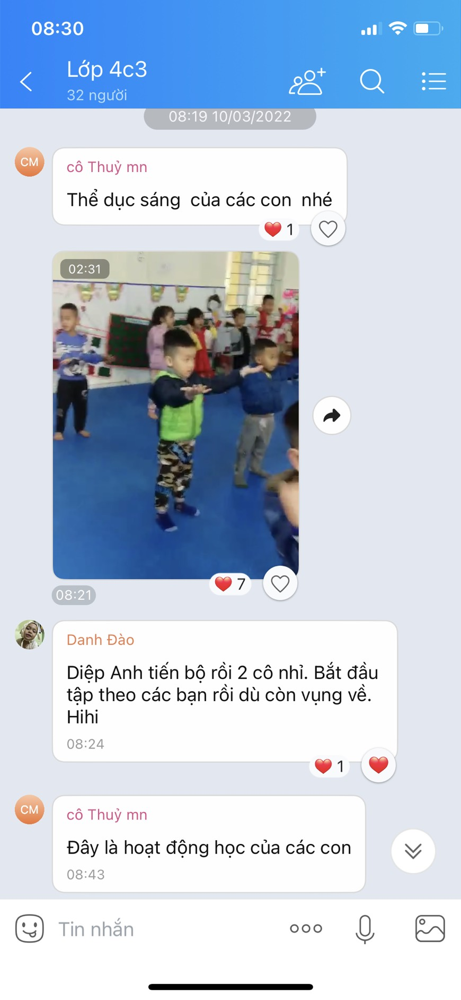 08:30
Lớp 4c3
32 người
08:19 10/03/2022
CM
cô Thuỷ mn
Thể dục sáng của các con nhé
1
02:31
7
08:21
Danh Đào
Diệp Anh tiến bộ rồi 2 cô nhỉ. Bắt đầu
tập theo các bạn rồi dù còn vụng về.
Hihi
08:24
1
CM
cô Thuỷ mn
Đây là hoạt động học của các con
08:43
Tin nhắn